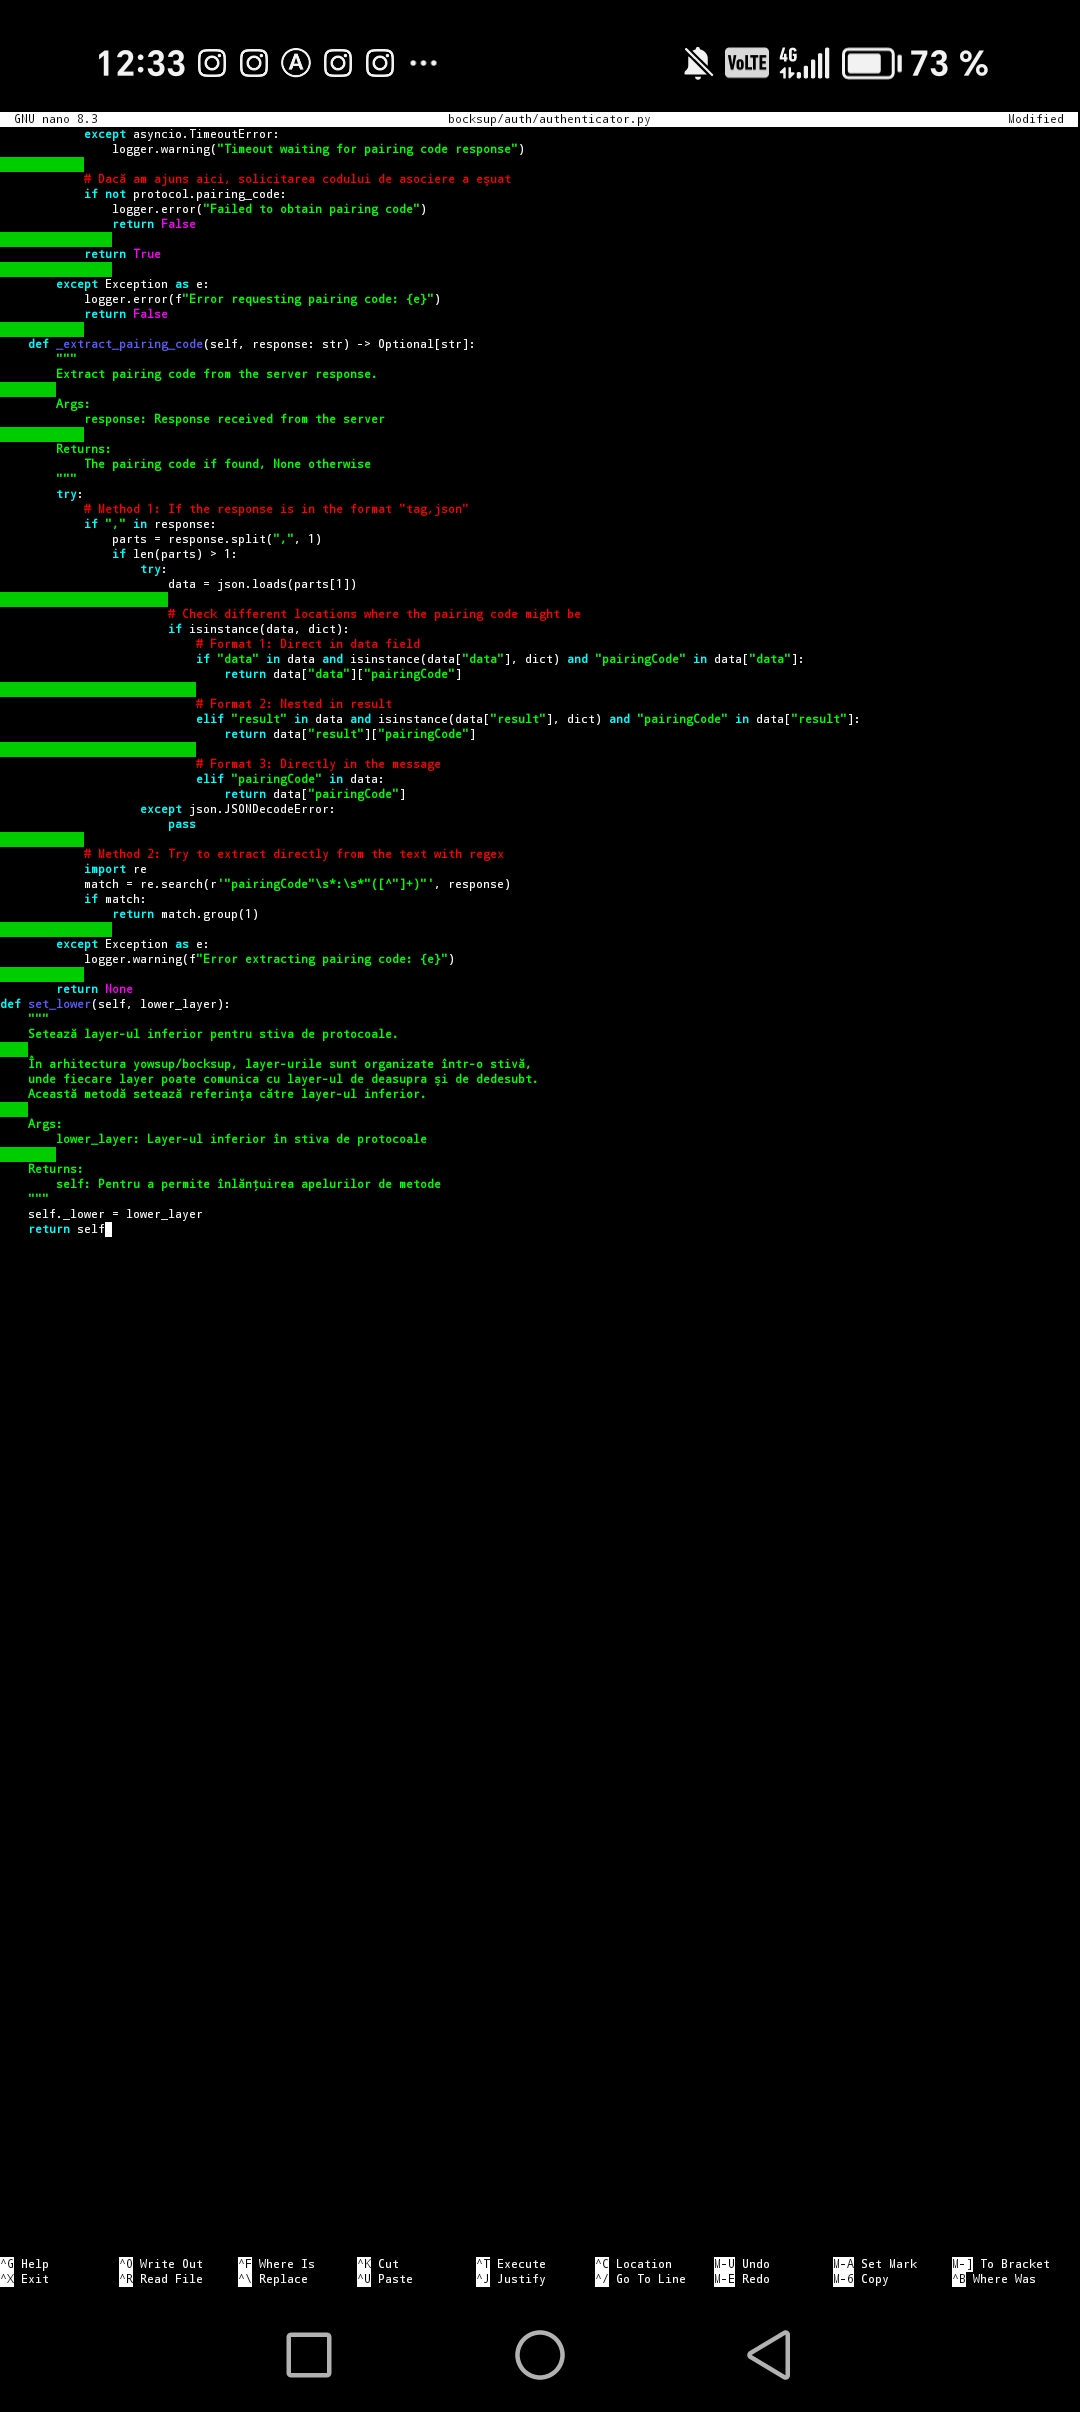 12:33 ... VoLTE 4G 73 %
GNU nano 8.3 bocksup/auth/authenticator.py Modified
            except asyncio.TimeoutError:
                logger.warning("Timeout waiting for pairing code response")
            # Dacă am ajuns aici, solicitarea codului de asociere a eșuat
            if not protocol.pairing_code:
                logger.error("Failed to obtain pairing code")
                return False
            return True
        except Exception as e:
            logger.error(f"Error requesting pairing code: {e}")
            return False
    def _extract_pairing_code(self, response: str) -> Optional[str]:
        """
        Extract pairing code from the server response.
        Args:
            response: Response received from the server
        Returns:
            The pairing code if found, None otherwise
        """
        try:
            # Method 1: If the response is in the format "tag,json"
            if "," in response:
                parts = response.split(",", 1)
                if len(parts) > 1:
                    try:
                        data = json.loads(parts[1])
                        # Check different locations where the pairing code might be
                        if isinstance(data, dict):
                            # Format 1: Direct in data field
                            if "data" in data and isinstance(data["data"], dict) and "pairingCode" in data["data"]:
                                return data["data"]["pairingCode"]
                            # Format 2: Nested in result
                            elif "result" in data and isinstance(data["result"], dict) and "pairingCode" in data["result"]:
                                return data["result"]["pairingCode"]
                            # Format 3: Directly in the message
                            elif "pairingCode" in data:
                                return data["pairingCode"]
                    except json.JSONDecodeError:
                        pass
            # Method 2: Try to extract directly from the text with regex
            import re
            match = re.search(r'"pairingCode"\s*:\s*"([^"]+)"', response)
            if match:
                return match.group(1)
        except Exception as e:
            logger.warning(f"Error extracting pairing code: {e}")
        return None
def set_lower(self, lower_layer):
    """
    Setează layer-ul inferior pentru stiva de protocoale.
    În arhitectura yowsup/bocksup, layer-urile sunt organizate într-o stivă,
    unde fiecare layer poate comunica cu layer-ul de deasupra și de dedesubt.
    Această metodă setează referința către layer-ul inferior.
    Args:
        lower_layer: Layer-ul inferior în stiva de protocoale
    Returns:
        self: Pentru a permite înlănțuirea apelurilor de metode
    """
    self._lower = lower_layer
    return self
^G Help ^O Write Out ^F Where Is ^K Cut ^T Execute ^C Location M-U Undo M-A Set Mark M-] To Bracket
^X Exit ^R Read File ^\ Replace ^U Paste ^J Justify ^/ Go To Line M-E Redo M-6 Copy ^B Where Was